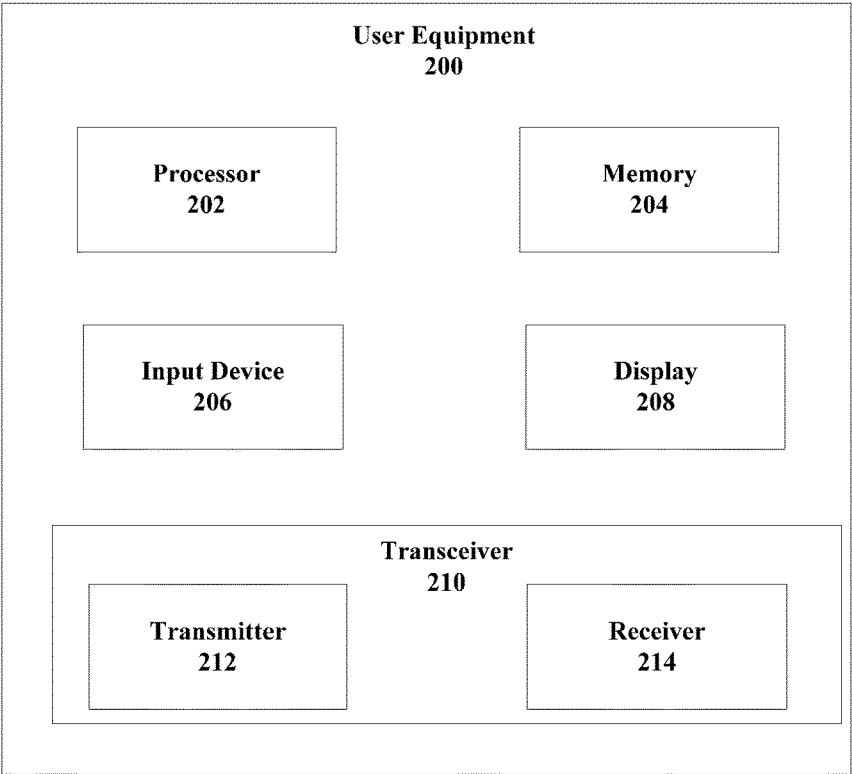 User Equipment
200
Processor
202
Memory
204
Input Device
206
Display
208
Transceiver
210
Transmitter
212
Receiver
214